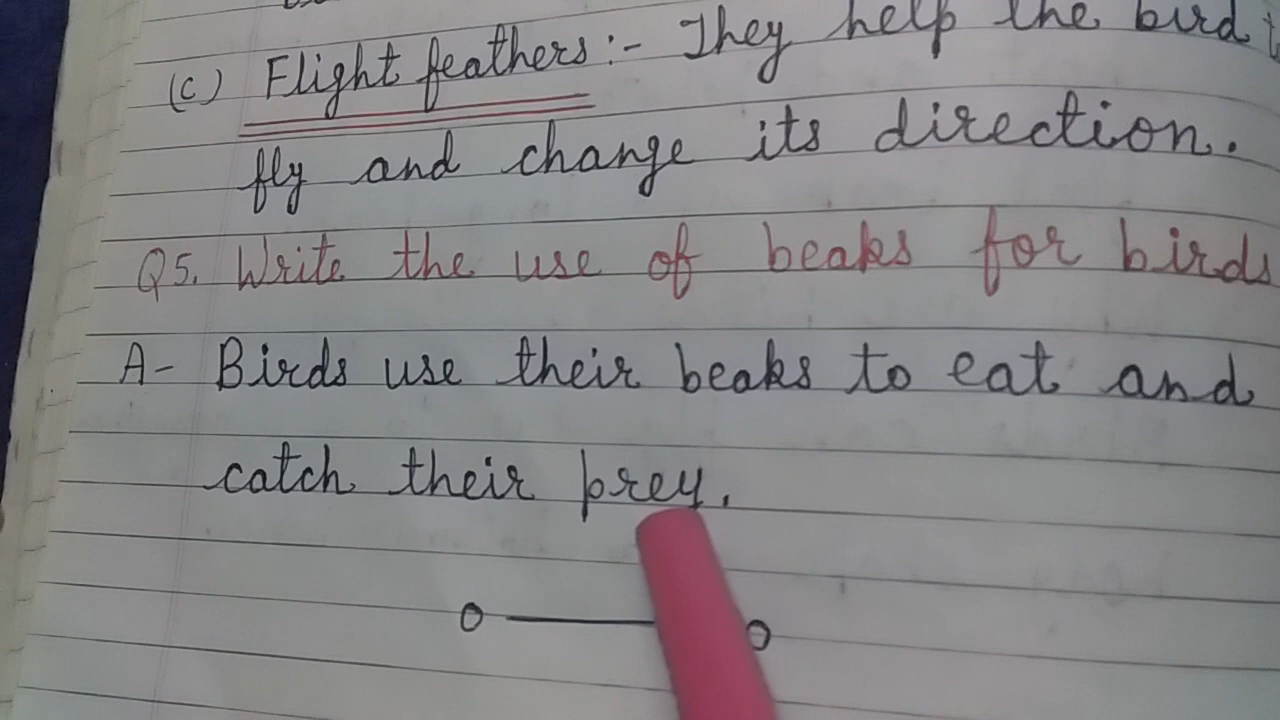 (c) Flight feathers :- They help the bird
fly and change its direction.
Q5. Write the use of beaks for birds
A- Birds use their beaks to eat and
catch their prey.